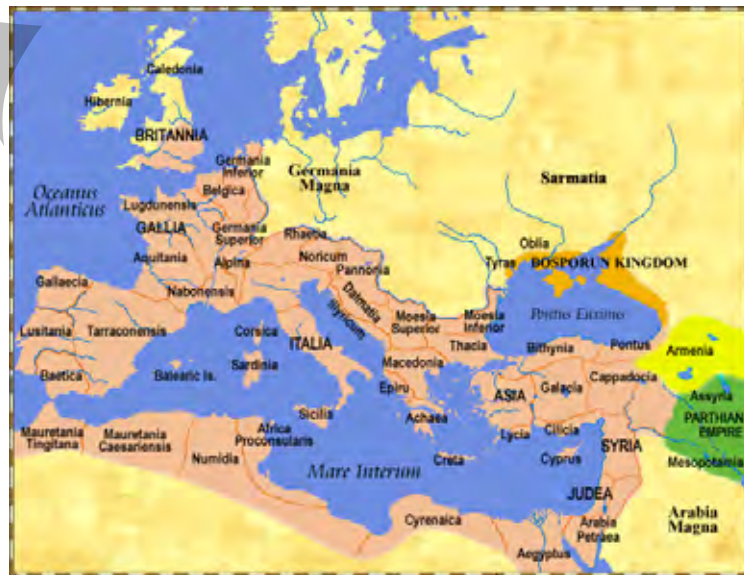 Caledonia
Hibernia
BRITANNIA
Oceanus
Atlanticus
Germania
Inferior
Belgica
Germania
Magna
Sarmatia
Lugdunensis
GALLIA
Germania
Superior
Rhaetia
Noricum
Pannonia
Aquitania
Alpina
Nabonensis
Tyras
Oblia
BOSPORUN KINGDOM
Gallaecia
Lusitania
Tarraconensis
Baetica
Balearic Is.
Corsica
Sardinia
ITALIA
Sicilia
Dalmatia
Illyricum
Moesia
Superior
Moesia
Inferior
Thacia
Macedonia
Epiru
Achaea
Creta
Pontus Euxinus
Bithynia
Pontus
Armenia
ASIA
Galacia
Cappadocia
Assyria
PARTHIAN
EMPIRE
Mesopotamia
Lycia
Cilicia
Cyprus
SYRIA
JUDEA
Arabia
Magna
Arabia
Petraea
Mauretania
Tingitana
Mauretania
Caesariensis
Numidia
Africa
Proconsularis
Mare Interium
Cyrenaica
Aegyptus